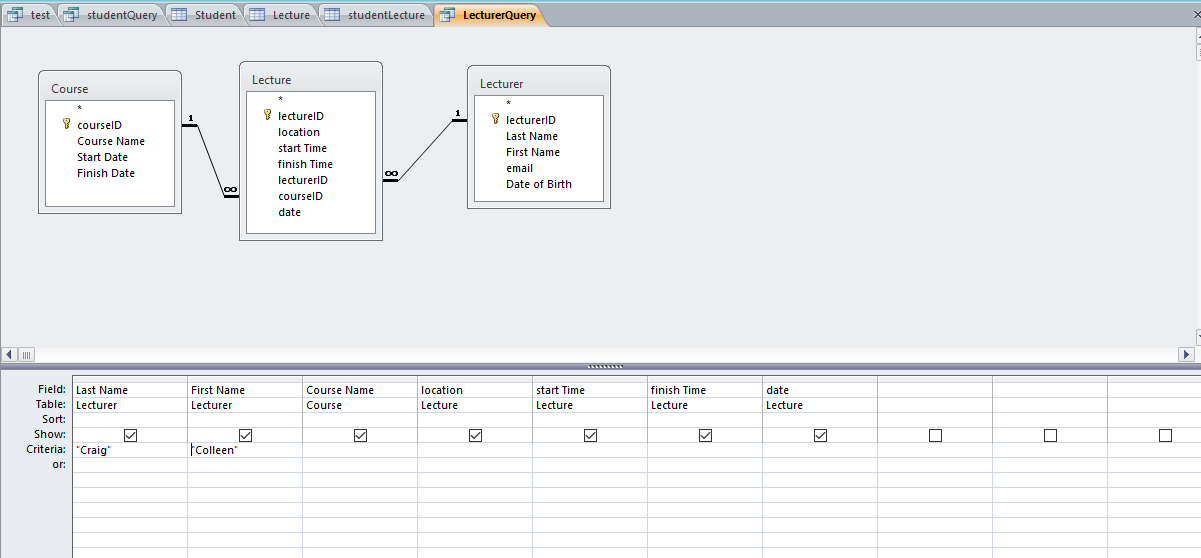 test studentQuery Student Lecture studentLecture LecturerQuery
Course
*
courseID
Course Name
Start Date
Finish Date
1
∞
Lecture
*
lectureID
location
start Time
finish Time
lecturerID
courseID
date
∞
1
Lecturer
*
lecturerID
Last Name
First Name
email
Date of Birth
Field: Last Name First Name Course Name location start Time finish Time date
Table: Lecturer Lecturer Course Lecture Lecture Lecture Lecture
Sort:
Show:
Criteria: "Craig" "Colleen"
or: